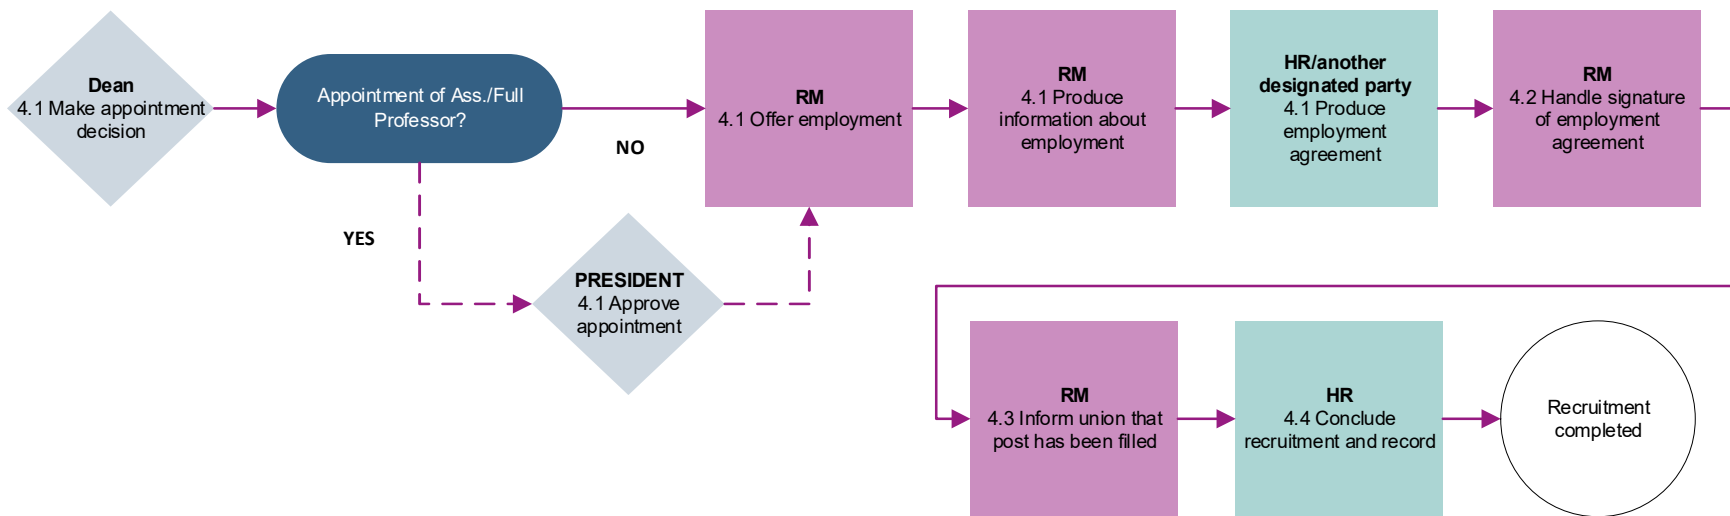 Dean
4.1 Make appointment
decision
Appointment of Ass./Full
Professor?
NO
YES
PRESIDENT
4.1 Approve
appointment
RM
4.1 Offer employment
RM
4.1 Produce
information about
employment
HR/another
designated party
4.1 Produce
employment
agreement
RM
4.2 Handle signature
of employment
agreement
RM
4.3 Inform union that
post has been filled
HR
4.4 Conclude
recruitment and record
Recruitment
completed